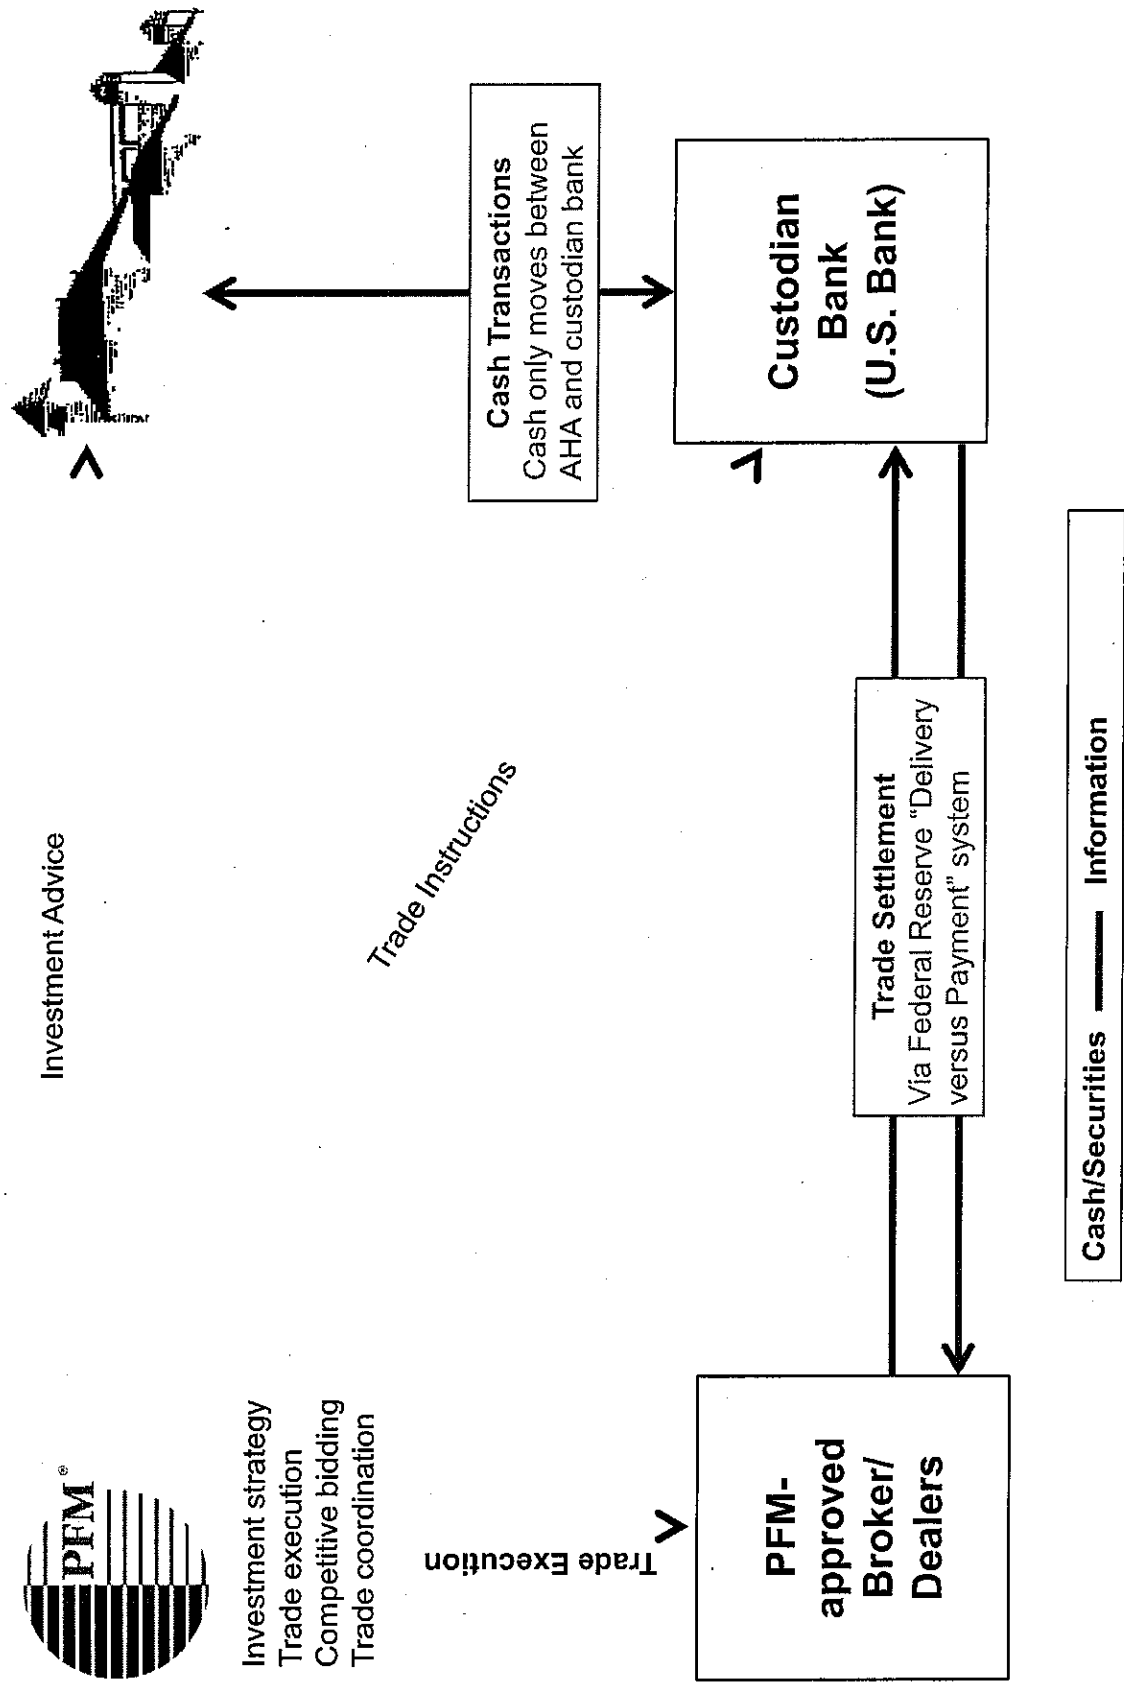 PFM®
Investment strategy
Trade execution
Competitive bidding
Trade coordination
Investment Advice
Trade Instructions
Trade Execution
Cash Transactions
Cash only moves between
AHA and custodian bank
PFM-
approved
Broker/
Dealers
Trade Settlement
Via Federal Reserve "Delivery
versus Payment" system
Custodian
Bank
(U.S. Bank)
Cash/Securities
Information